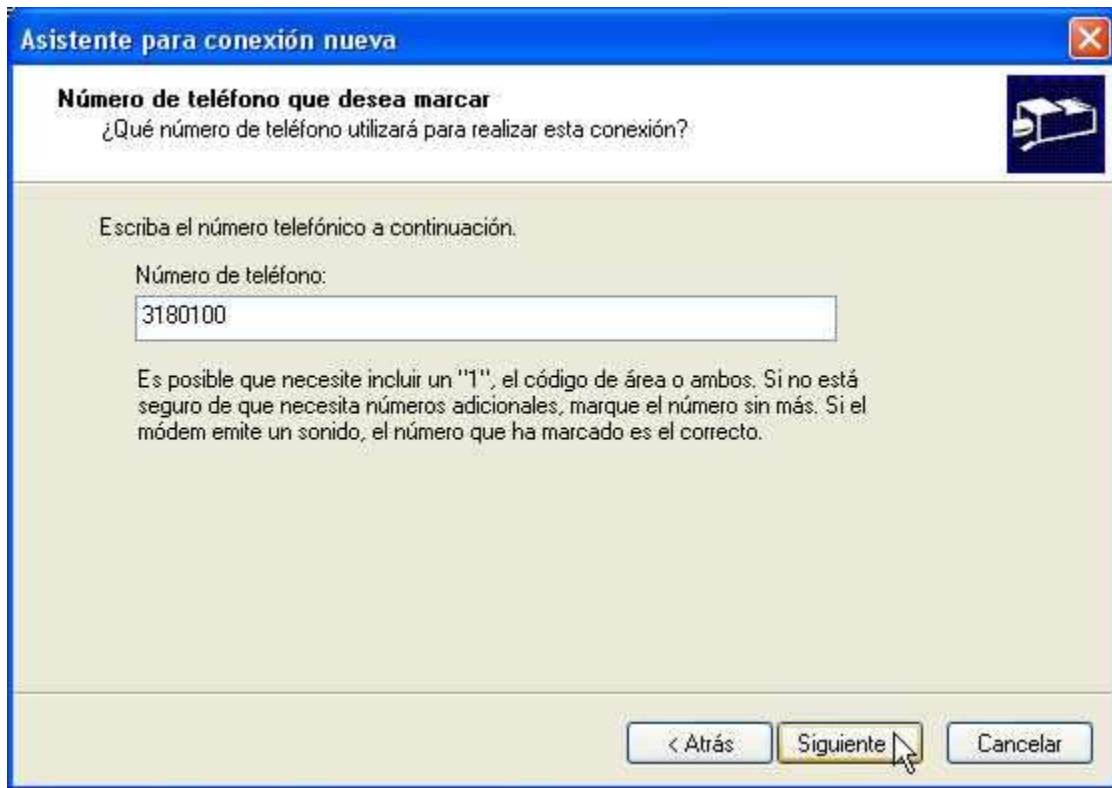 Asistente para conexión nueva
Número de teléfono que desea marcar
¿Qué número de teléfono utilizará para realizar esta conexión?
Escriba el número telefónico a continuación.
Número de teléfono:
3180100
Es posible que necesite incluir un "1", el código de área o ambos. Si no está
seguro de que necesita números adicionales, marque el número sin más. Si el
módem emite un sonido, el número que ha marcado es el correcto.
< Atrás
Siguiente
Cancelar